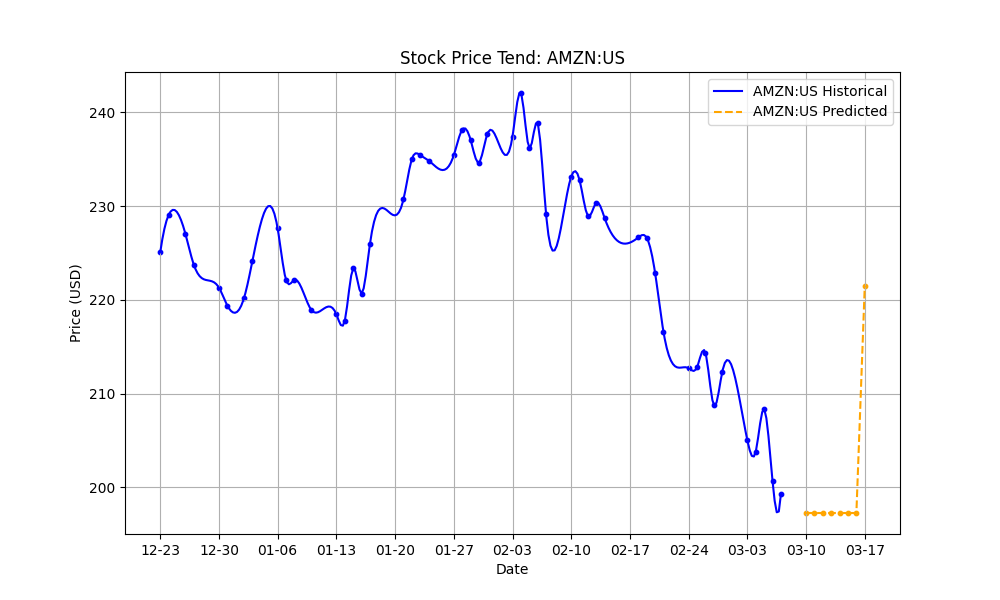 Stock Price Tend: AMZN:US
AMZN:US Historical
AMZN:US Predicted
Price (USD)
240
230
220
210
200
12-23 12-30 01-06 01-13 01-20 01-27 02-03 02-10 02-17 02-24 03-03 03-10 03-17
Date